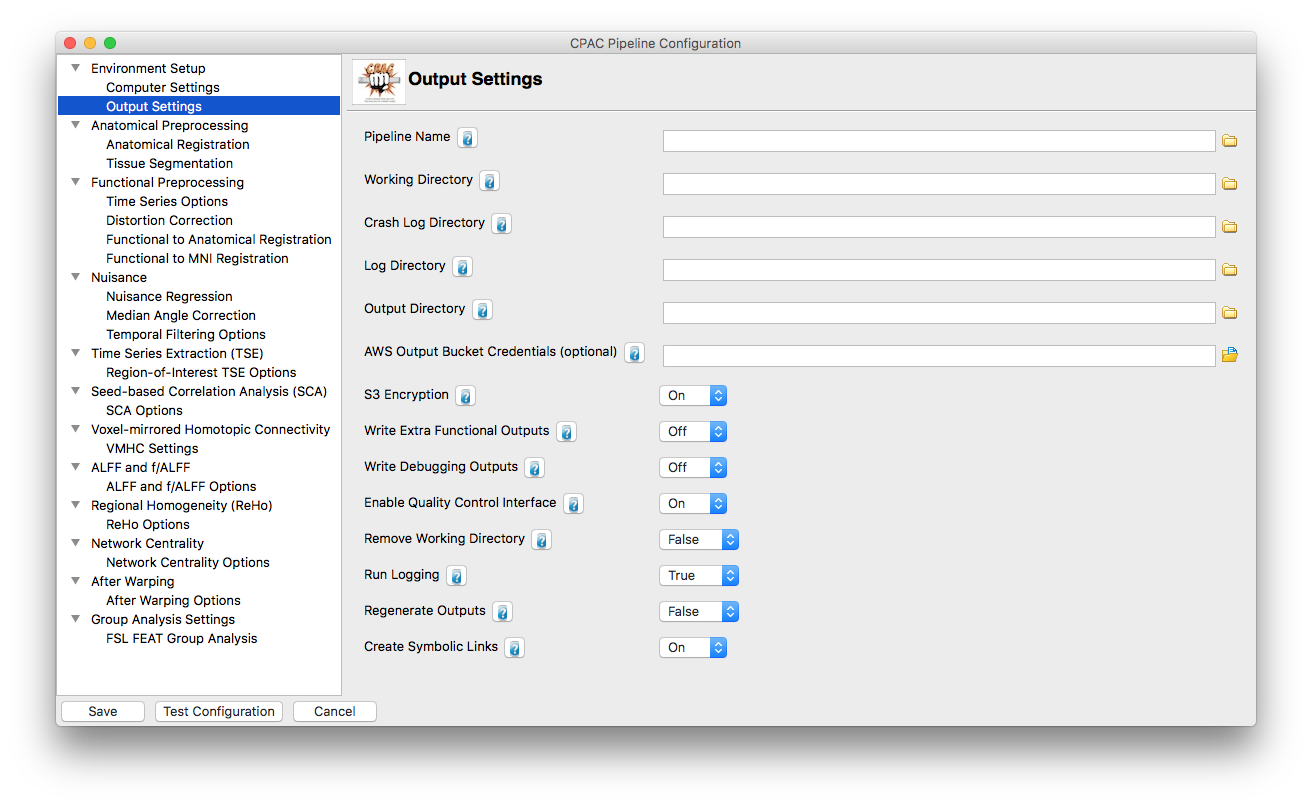 CPAC Pipeline Configuration
Environment Setup
Computer Settings
Output Settings
Anatomical Preprocessing
Anatomical Registration
Tissue Segmentation
Functional Preprocessing
Time Series Options
Distortion Correction
Functional to Anatomical Registration
Functional to MNI Registration
Nuisance
Nuisance Regression
Median Angle Correction
Temporal Filtering Options
Time Series Extraction (TSE)
Region-of-Interest TSE Options
Seed-based Correlation Analysis (SCA)
SCA Options
Voxel-mirrored Homotopic Connectivity
VMHC Settings
ALFF and f/ALFF
ALFF and f/ALFF Options
Regional Homogeneity (ReHo)
ReHo Options
Network Centrality
Network Centrality Options
After Warping
After Warping Options
Group Analysis Settings
FSL FEAT Group Analysis
CPAC
Output Settings
Pipeline Name ?
Working Directory ?
Crash Log Directory ?
Log Directory ?
Output Directory ?
AWS Output Bucket Credentials (optional) ?
S3 Encryption ? On
Write Extra Functional Outputs ? Off
Write Debugging Outputs ? Off
Enable Quality Control Interface ? On
Remove Working Directory ? False
Run Logging ? True
Regenerate Outputs ? False
Create Symbolic Links ? On
Save Test Configuration Cancel